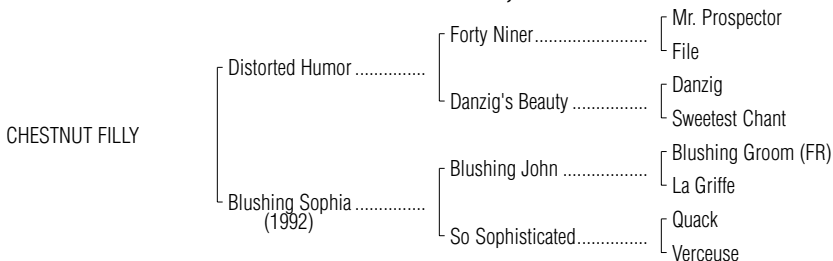 Mr. Prospector
Forty Niner.......................
File
Distorted Humor ...............
Danzig
Danzig's Beauty ................
Sweetest Chant
CHESTNUT FILLY
Blushing Groom (FR)
Blushing John ..................
La Griffe
Blushing Sophia ...............
(1992)
Quack
So Sophisticated...............
Verceuse